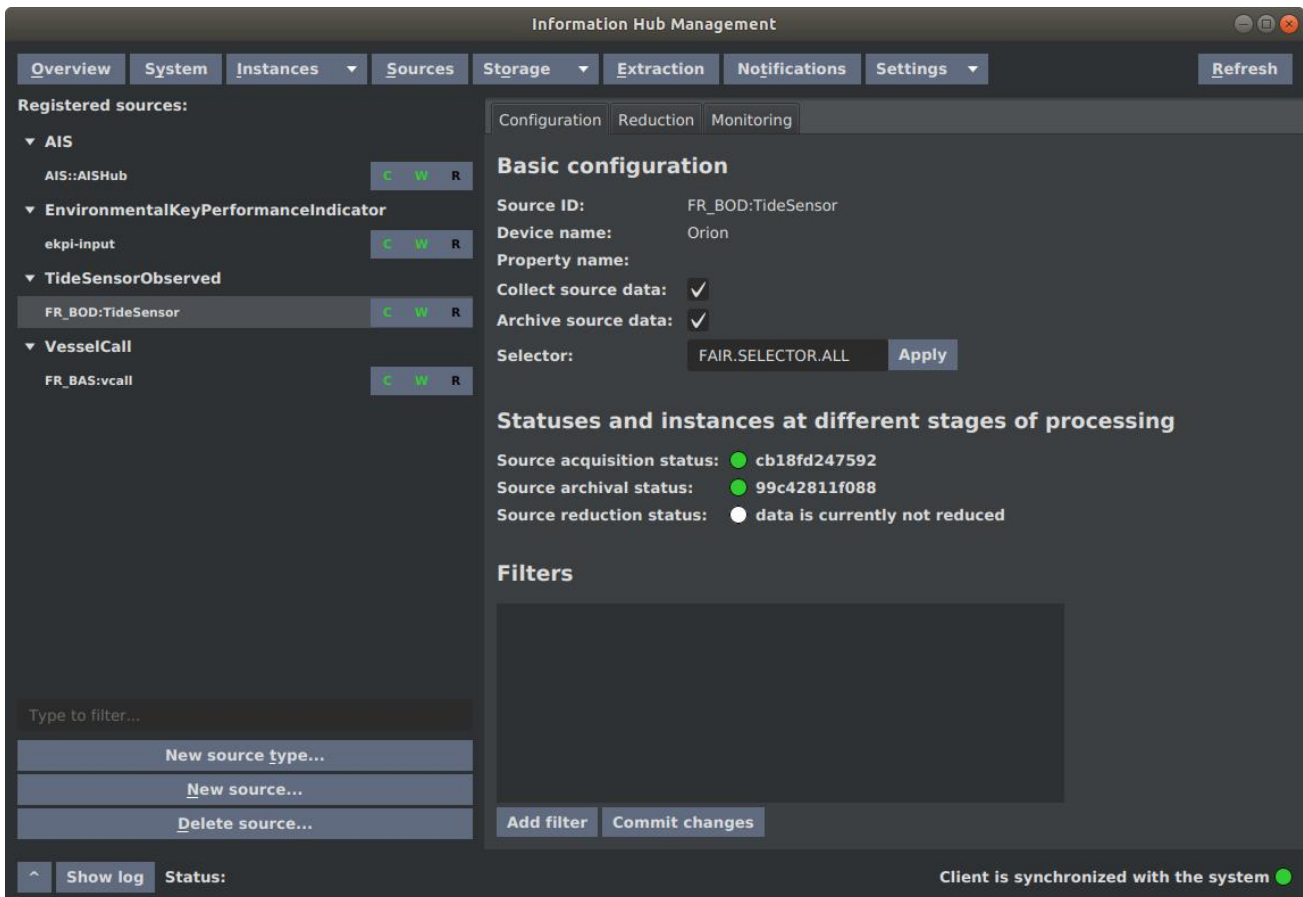 Information Hub Management
Overview System Instances Sources Storage Extraction Notifications Settings Refresh
Registered sources:
AIS
AIS::AISHub C W R
EnvironmentalKeyPerformanceIndicator
ekpi-input C W R
TideSensorObserved
FR_BOD:TideSensor C W R
VesselCall
FR_BAS:vcall C W R
Type to filter...
New source type...
New source...
Delete source...
Configuration Reduction Monitoring
Basic configuration
Source ID: FR_BOD:TideSensor
Device name: Orion
Property name:
Collect source data:
Archive source data:
Selector: FAIR.SELECTOR.ALL Apply
Statuses and instances at different stages of processing
Source acquisition status: cb18fd247592
Source archival status: 99c42811f088
Source reduction status: data is currently not reduced
Filters
Add filter Commit changes
^ Show log Status: Client is synchronized with the system